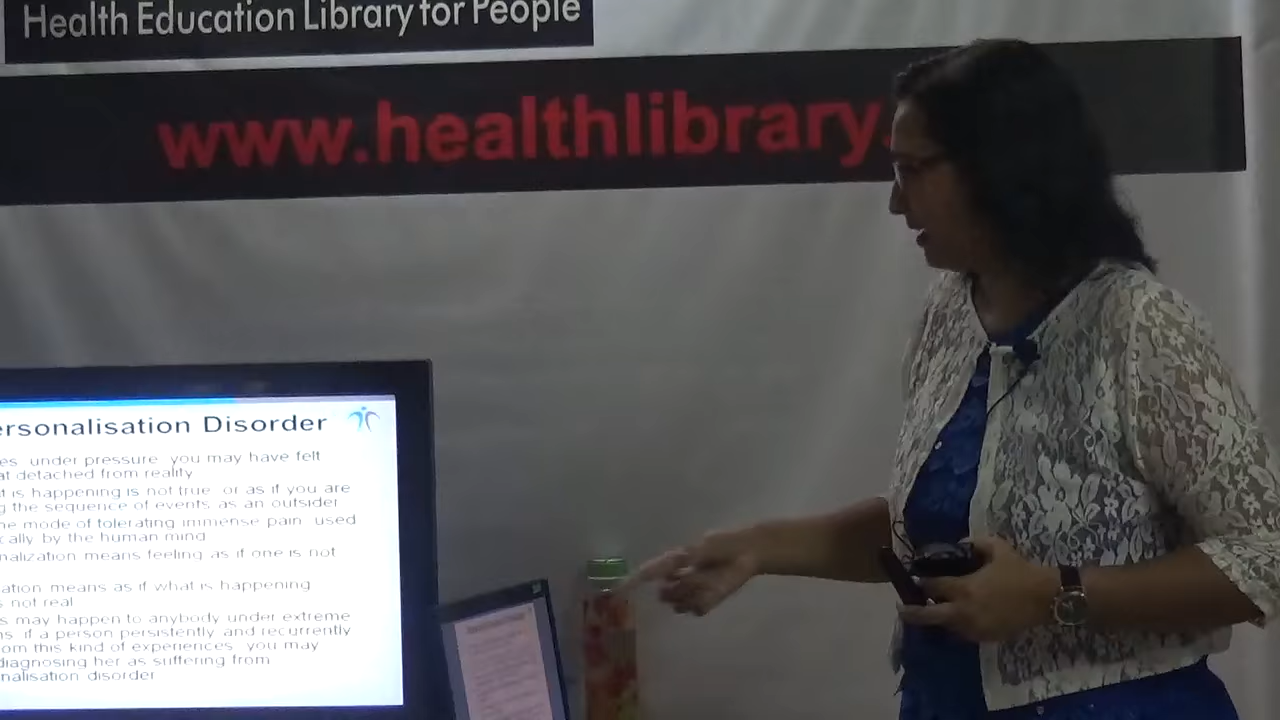 Health Education Library for People
www.healthlibrary
ersonalisation Disorder
es under pressure you may have felt
at detached from reality
t is happening is not true or as if you are
g the sequence of events as an outsider
ne mode of tolerating immense pain used
cally by the human mind
nalization means feeling as if one is not
ation means as if what is happening
s not real
s may happen to anybody under extreme
ns if a person persistently and recurrently
om this kind of experiences you may
diagnosing her as suffering from
nalisation disorder